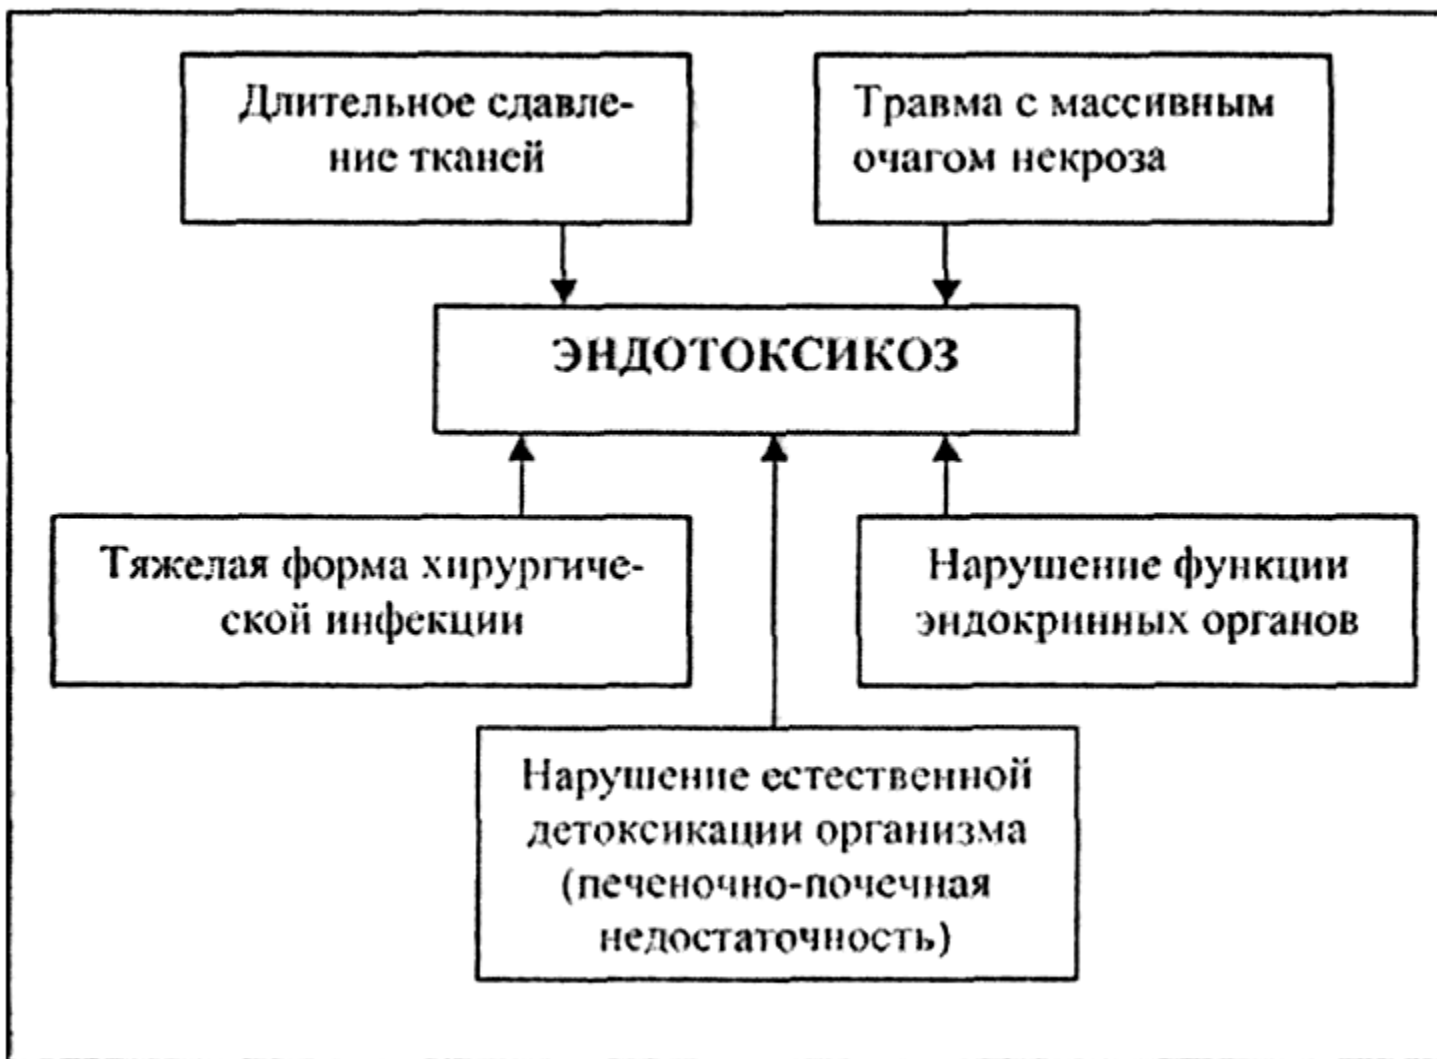 Длительное сдавле-
ние тканей
Травма с массивным
очагом некроза
ЭНДОТОКСИКОЗ
Тяжелая форма хирургиче-
ской инфекции
Нарушение функции
эндокринных органов
Нарушение естественной
детоксикации организма
(печеночно-почечная
недостаточность)